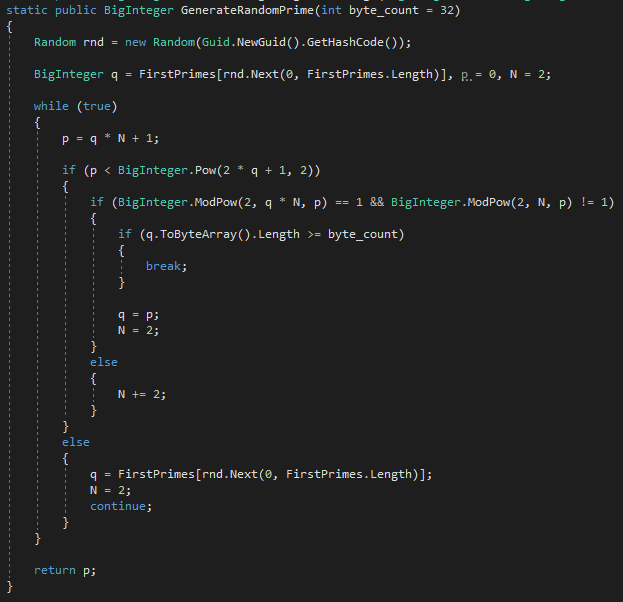 static public BigInteger GenerateRandomPrime(int byte_count = 32)
{
Random rnd = new Random(Guid.NewGuid().GetHashCode());
BigInteger q = FirstPrimes[rnd.Next(0, FirstPrimes.Length)], p = 0, N = 2;
while (true)
{
p = q * N + 1;
if (p < BigInteger.Pow(2 * q + 1, 2))
{
if (BigInteger.ModPow(2, q * N, p) == 1 && BigInteger.ModPow(2, N, p) != 1)
{
if (q.ToByteArray().Length >= byte_count)
{
break;
}
q = p;
N = 2;
}
else
{
N += 2;
}
}
else
{
q = FirstPrimes[rnd.Next(0, FirstPrimes.Length)];
N = 2;
continue;
}
}
return p;
}